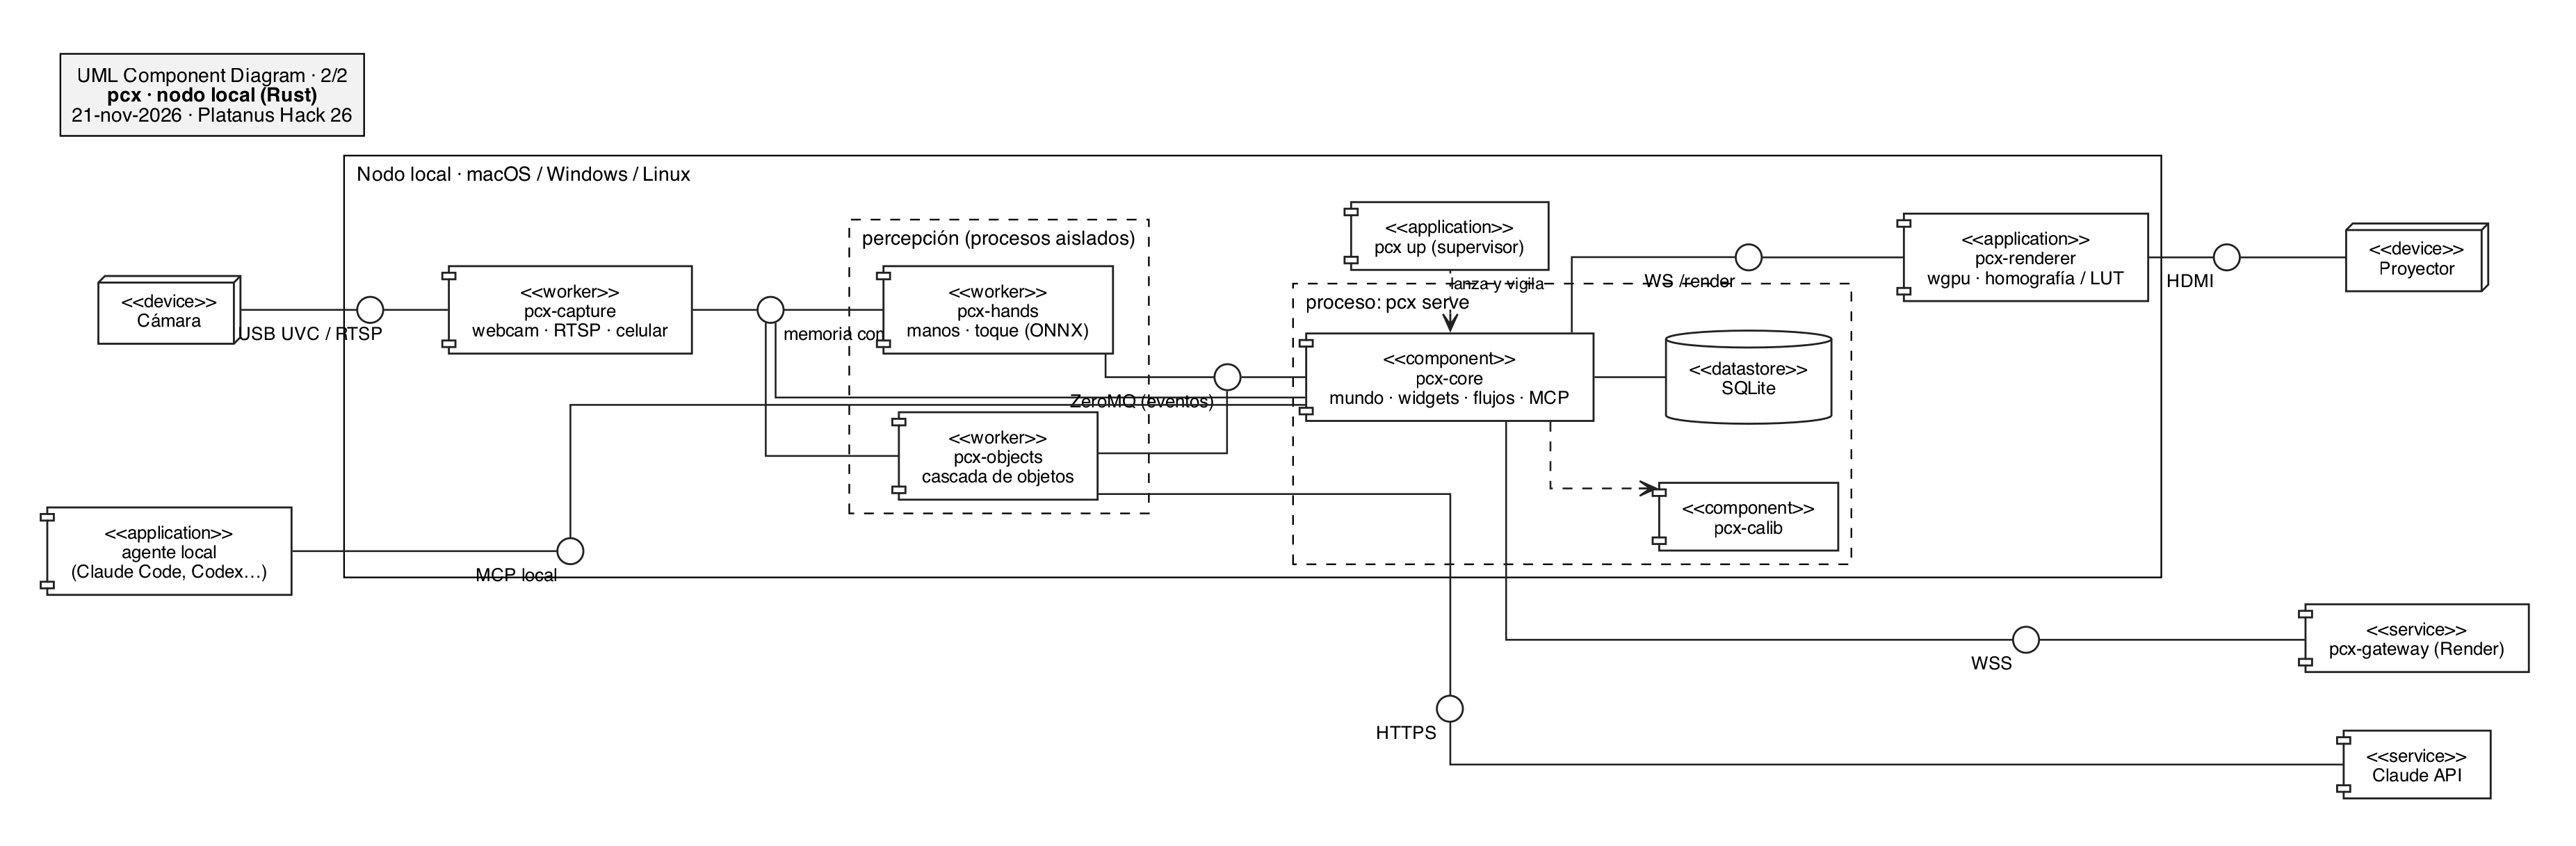 UML Component Diagram · 2/2
pcx · nodo local (Rust)
21-nov-2026 · Platanus Hack 26
Nodo local · macOS / Windows / Linux
<<device>>
Cámara
USB UVC / RTSP
<<worker>>
pcx-capture
webcam · RTSP · celular
memoria con
percepción (procesos aislados)
<<worker>>
pcx-hands
manos · toque (ONNX)
<<worker>>
pcx-objects
cascada de objetos
ZeroMQ (eventos)
<<application>>
pcx up (supervisor)
lanza y vigila
proceso: pcx serve
<<component>>
pcx-core
mundo · widgets · flujos · MCP
<<datastore>>
SQLite
<<component>>
pcx-calib
WS /render
<<application>>
pcx-renderer
wgpu · homografía / LUT
HDMI
<<device>>
Proyector
<<application>>
agente local
(Claude Code, Codex…)
MCP local
WSS
<<service>>
pcx-gateway (Render)
HTTPS
<<service>>
Claude API